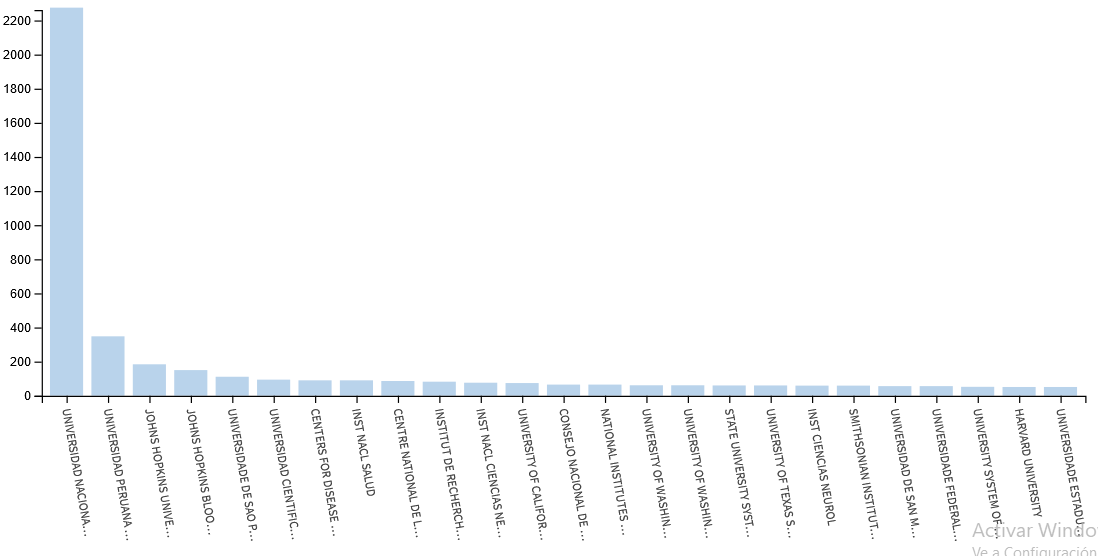 2200
2000
1800
1600
1400
1200
1000
800
600
400
200
0
UNIVERSIDAD NACIONA...
UNIVERSIDAD PERUANA ...
JOHNS HOPKINS UNIVE...
JOHNS HOPKINS BLOO...
UNIVERSIDADE DE SAO P...
UNIVERSIDAD CIENTIFIC...
CENTERS FOR DISEASE ...
INST NACL SALUD
CENTRE NATIONAL DE L...
INSTITUT DE RECHERCH...
INST NACL CIENCIAS NE...
UNIVERSITY OF CALIFOR...
CONSEJO NACIONAL DE ...
NATIONAL INSTITUTES ...
UNIVERSITY OF WASHIN...
UNIVERSITY OF WASHIN...
STATE UNIVERSITY SYST...
UNIVERSITY OF TEXAS S...
INST CIENCIAS NEUROL
SMITHSONIAN INSTITUT...
UNIVERSIDAD DE SAN M...
UNIVERSIDADE FEDERAL...
UNIVERSITY SYSTEM OF ...
HARVARD UNIVERSITY
UNIVERSIDADE ESTADU...
Activar Windo
Ve a Configuración